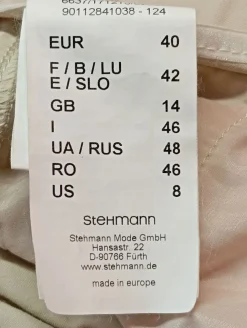 90112841038 - 124
EUR 40
F / B / LU
E / SLO 42
GB 14
I 46
UA / RUS 48
RO 46
US 8
stehmann
Stehmann Mode GmbH
Hansastr. 22
D-90766 Fürth
www.stehmann.de
made in europe